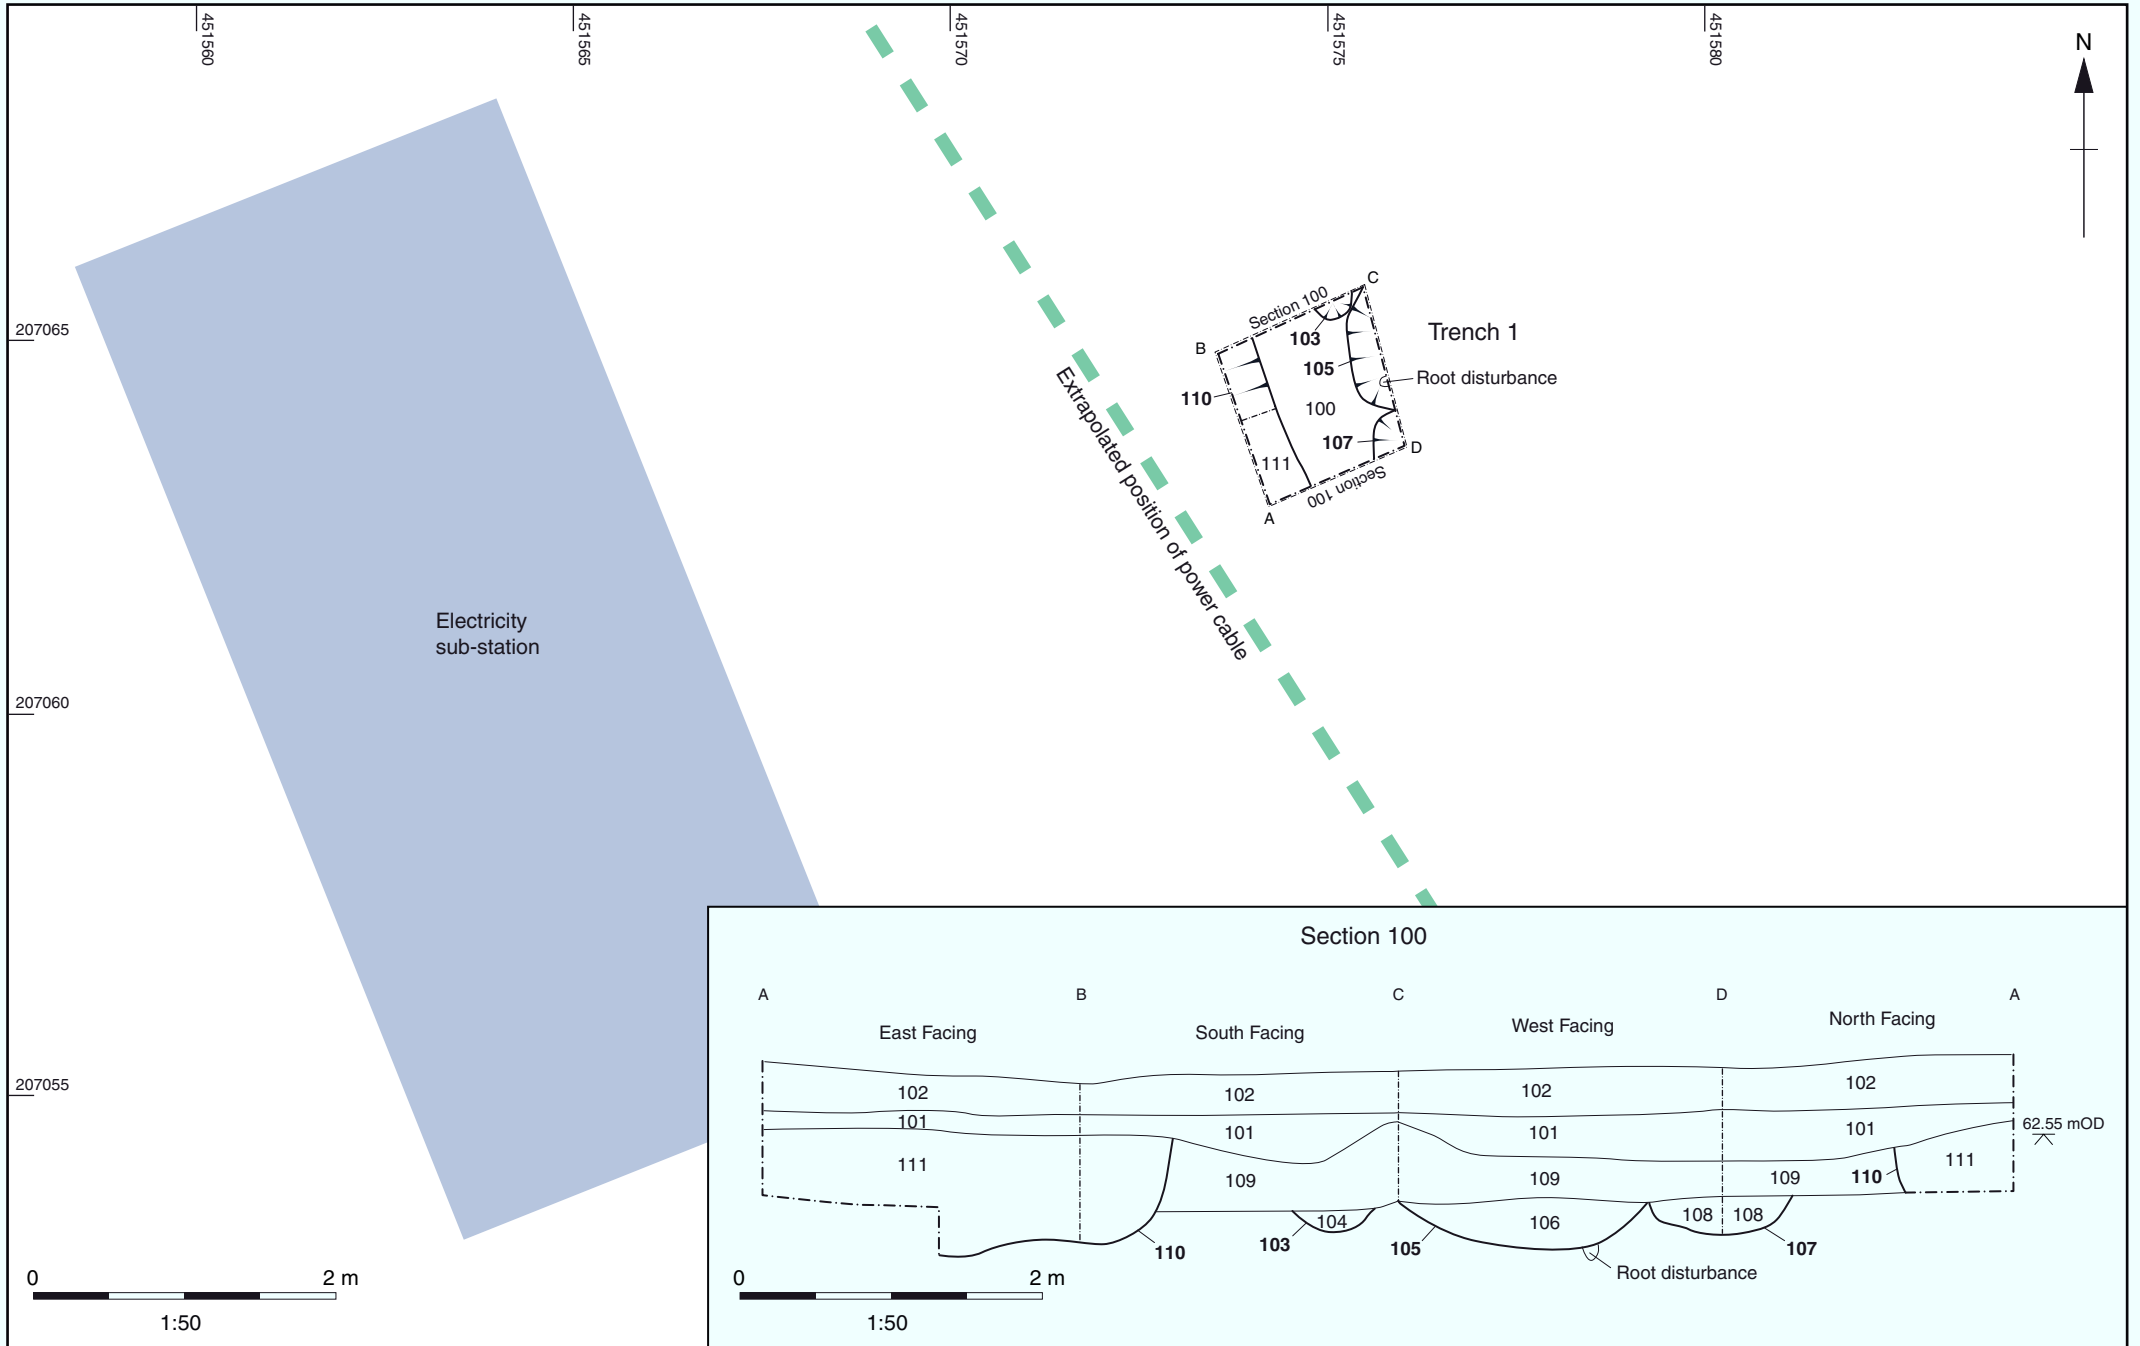 451560
451565
451570
451575
451580
N
207065
207060
207055
Electricity
sub-station
Extrapolated position of power cable
Section 100
C
B
103
Trench 1
105
Root disturbance
110
100
107
D
111
Section 100
A
0 2 m
1:50
Section 100
A B C D A
East Facing South Facing West Facing North Facing
102 102 102 102
101 101 101 101
62.55 mOD
111 109 109 109 110 111
104 106 108 108
110 103 105 107
Root disturbance
0 2 m
1:50